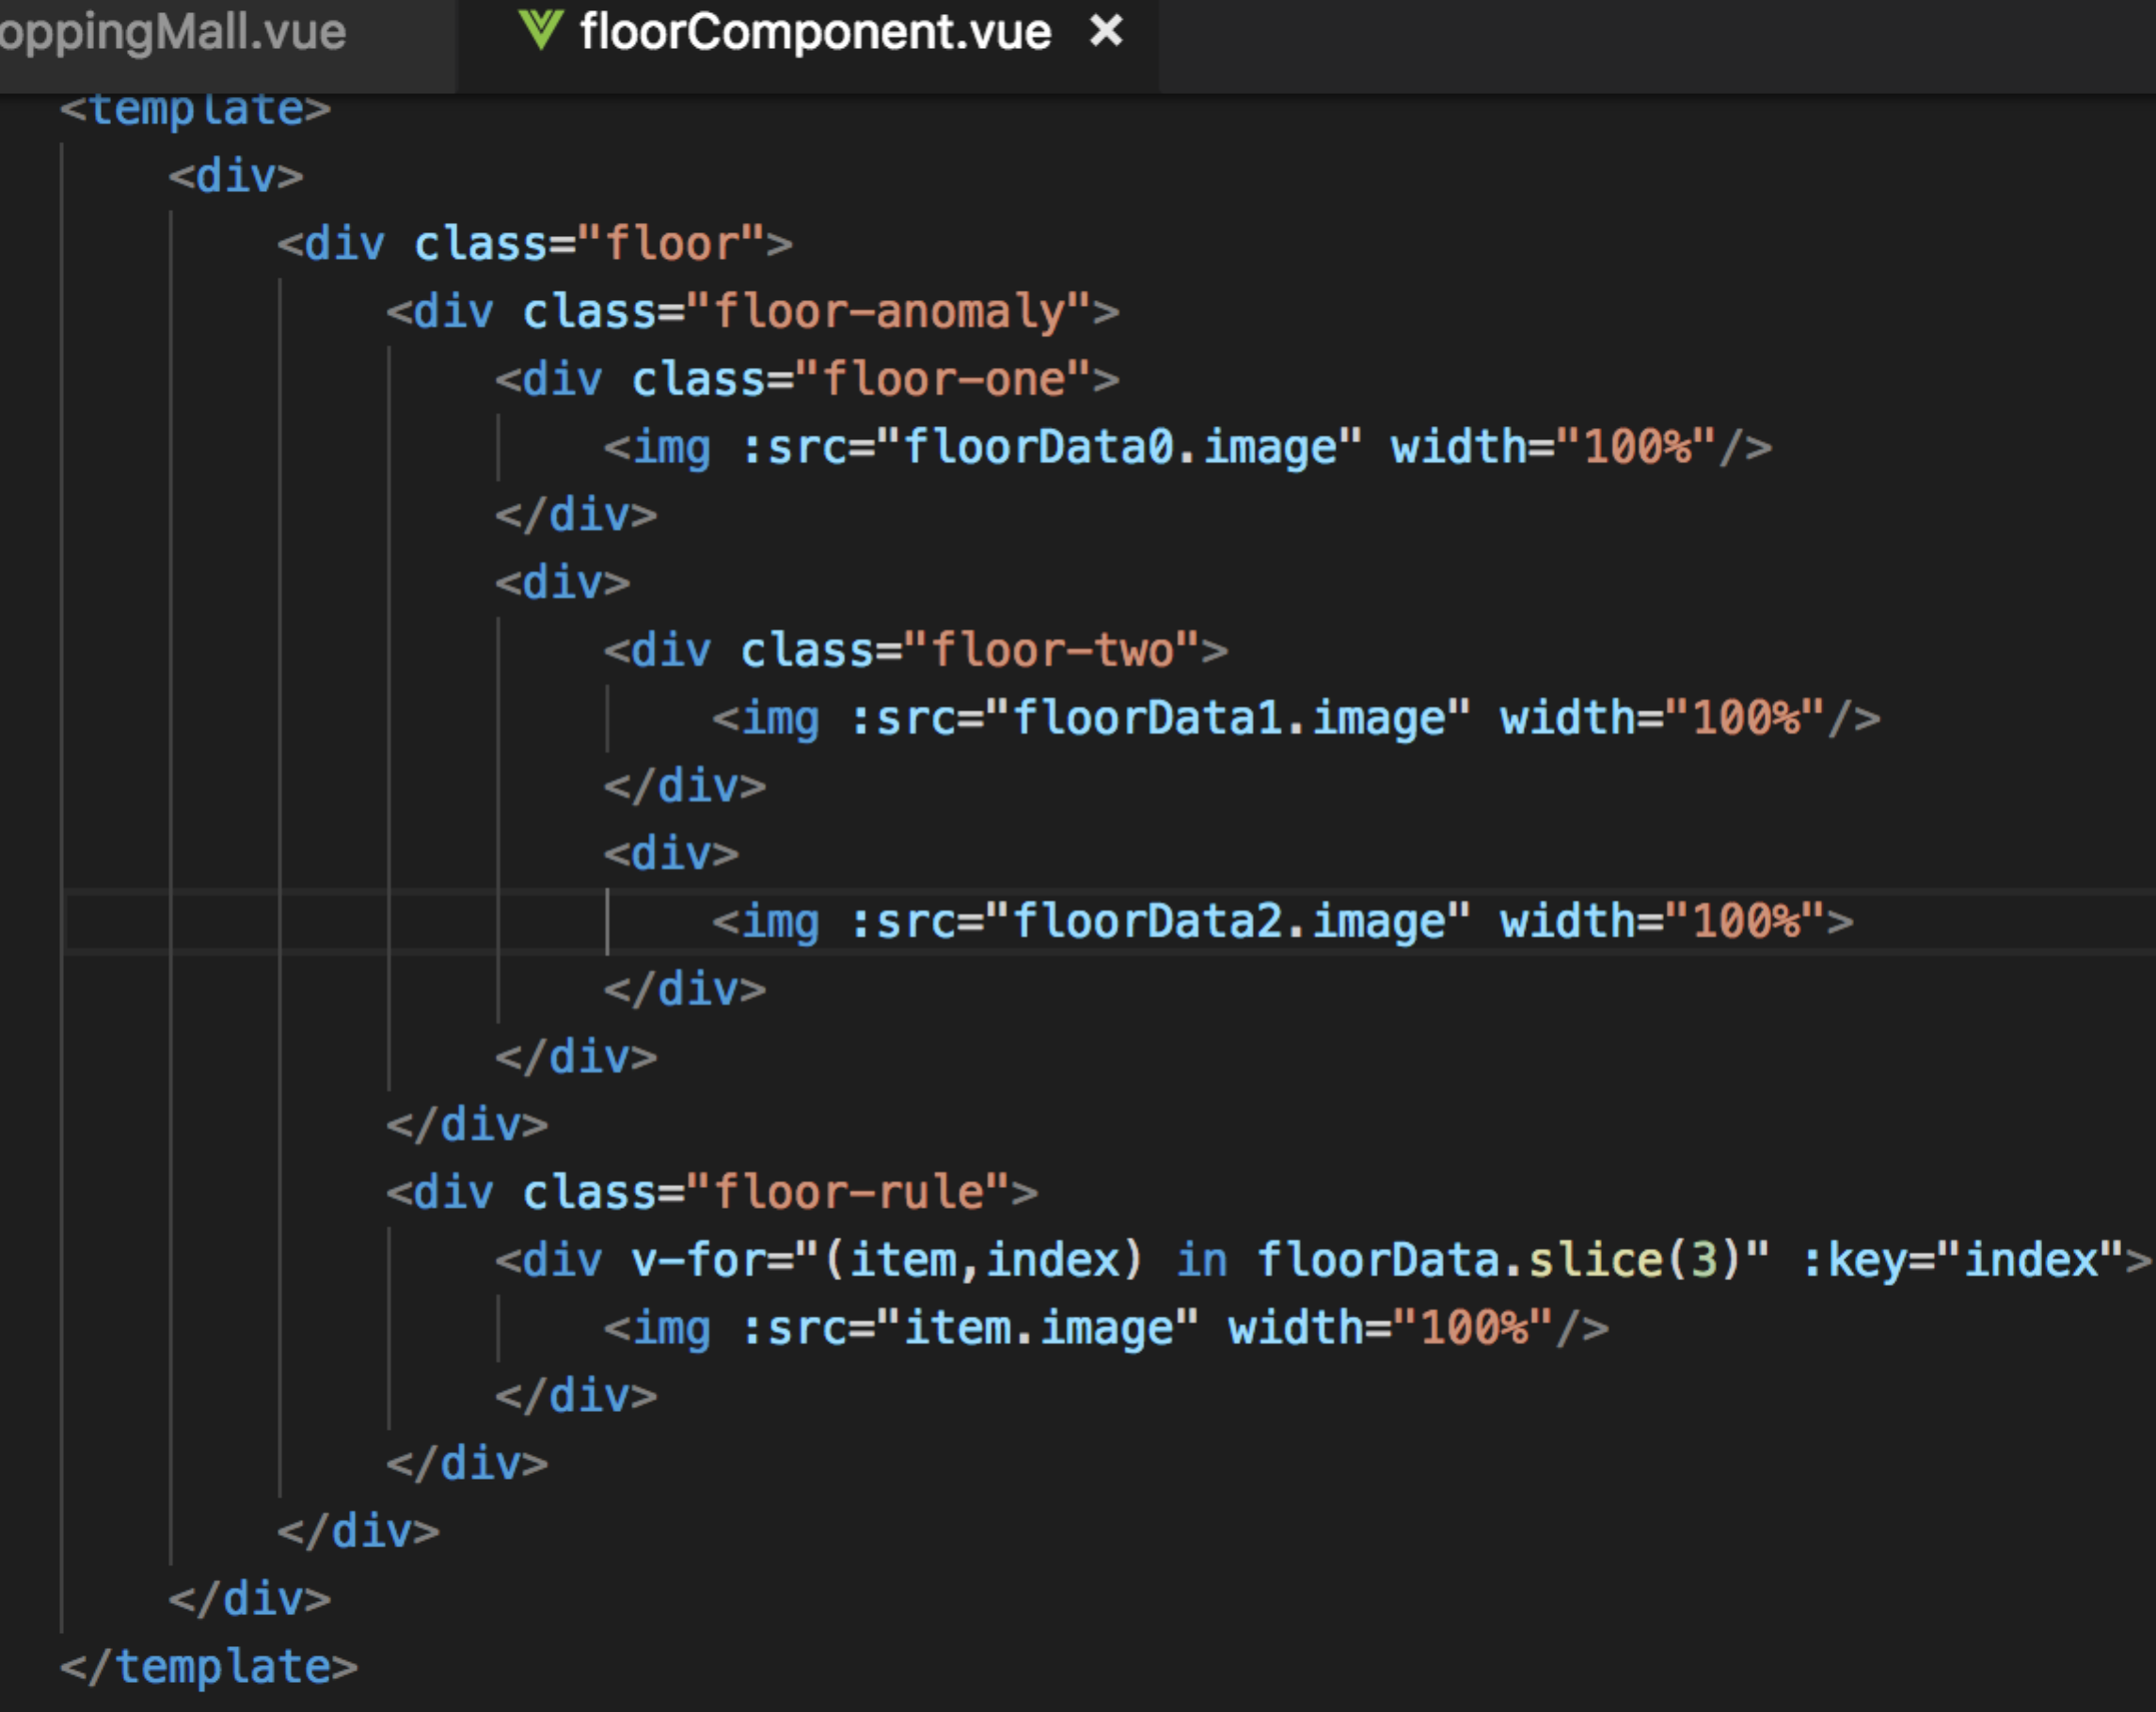 oppingMall.vue floorComponent.vue ×
<template>
    <div>
        <div class="floor">
            <div class="floor-anomaly">
                <div class="floor-one">
                    <img :src="floorData0.image" width="100%"/>
                </div>
                <div>
                    <div class="floor-two">
                        <img :src="floorData1.image" width="100%"/>
                    </div>
                    <div>
                        <img :src="floorData2.image" width="100%">
                    </div>
                </div>
            </div>
            <div class="floor-rule">
                <div v-for="(item,index) in floorData.slice(3)" :key="index">
                    <img :src="item.image" width="100%"/>
                </div>
            </div>
        </div>
    </div>
</template>